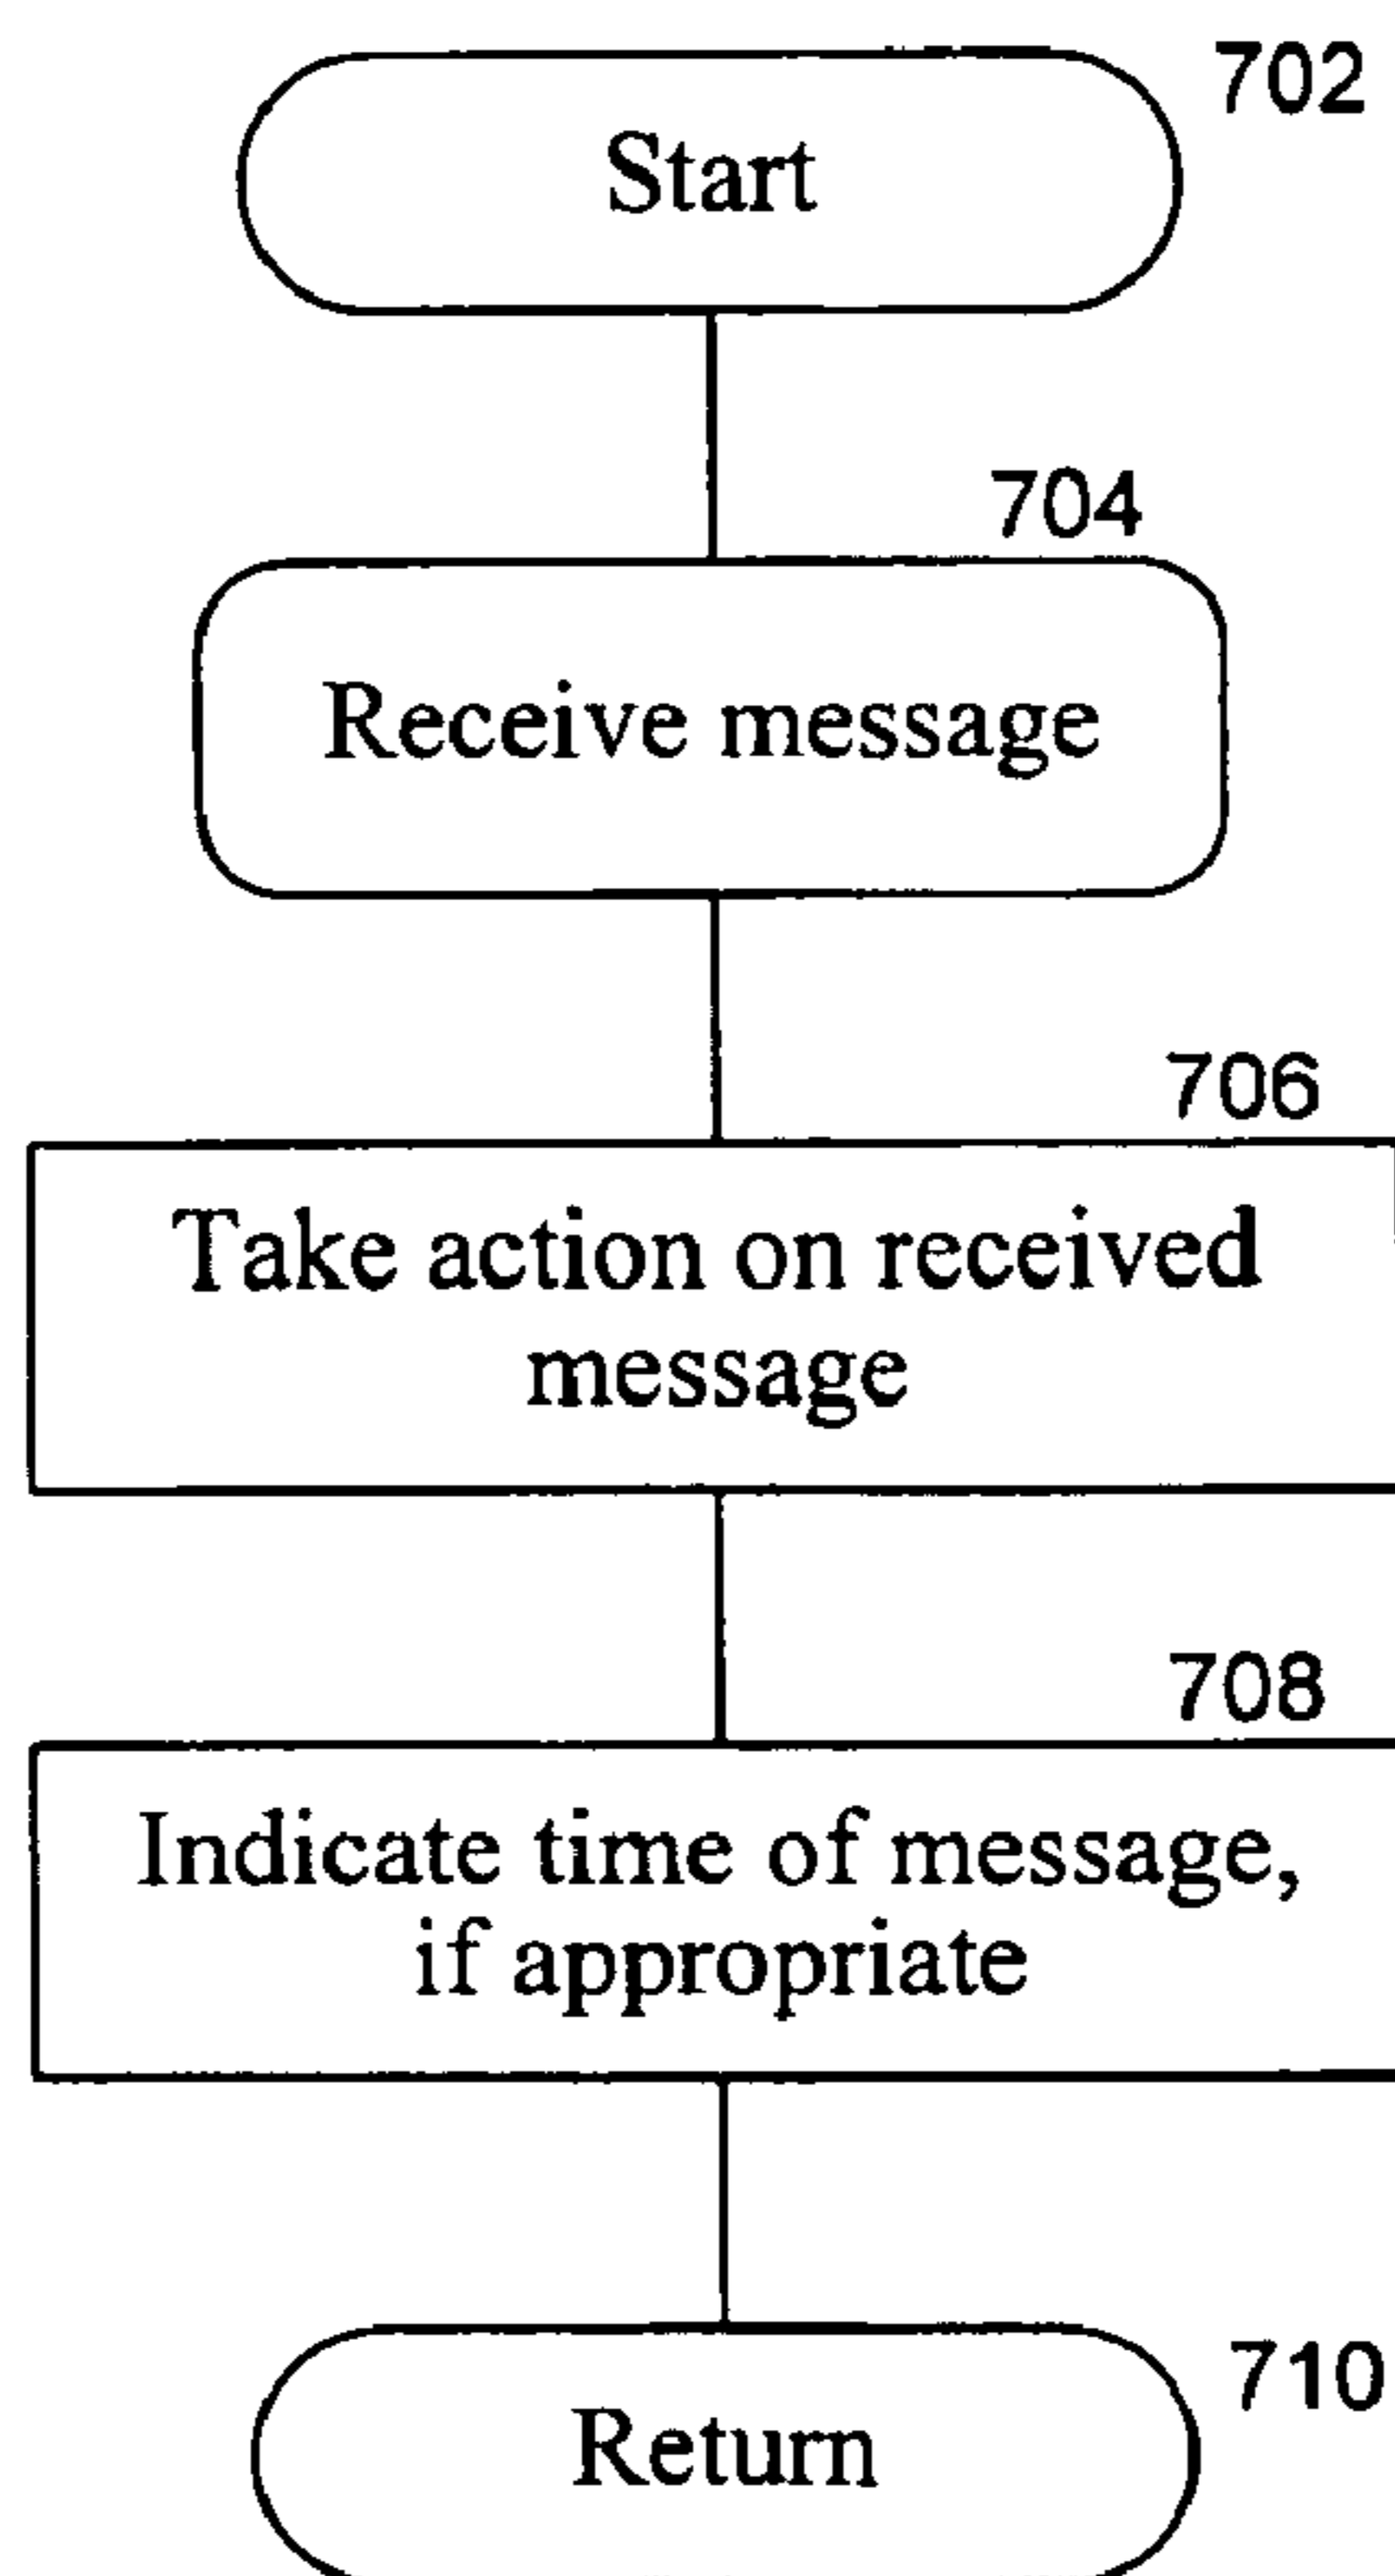 702
Start
704
Receive message
706
Take action on received
message
708
Indicate time of message,
if appropriate
710
Return